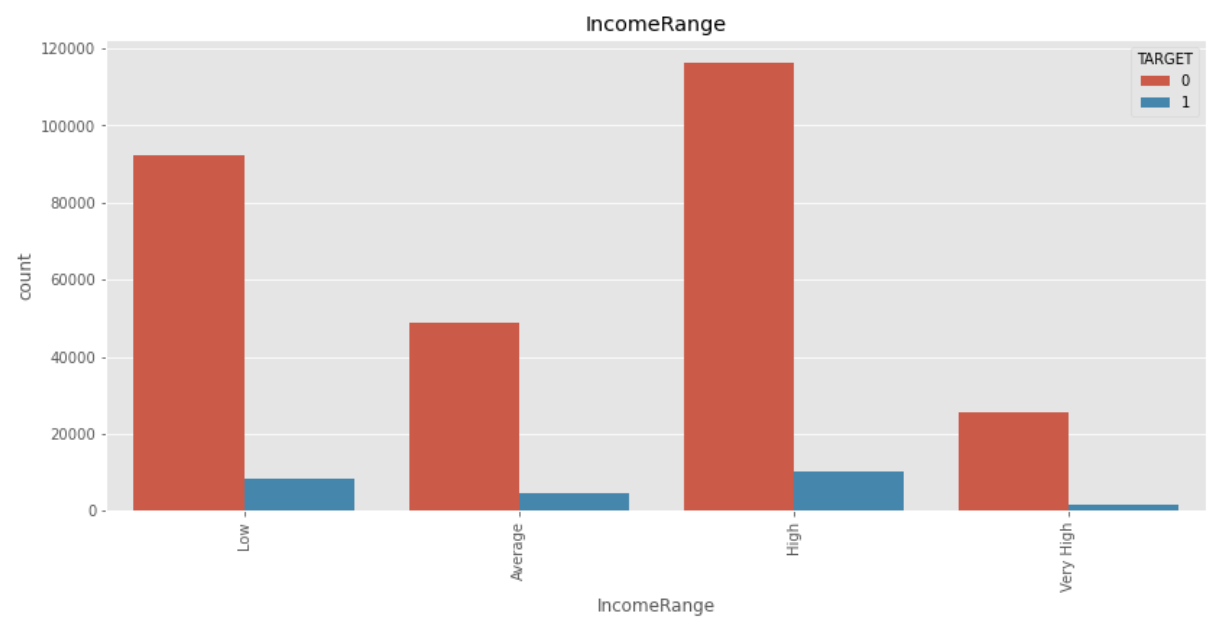 IncomeRange
TARGET
0
1
120000
100000
80000
60000
40000
20000
0
count
Low
Average
High
Very High
IncomeRange